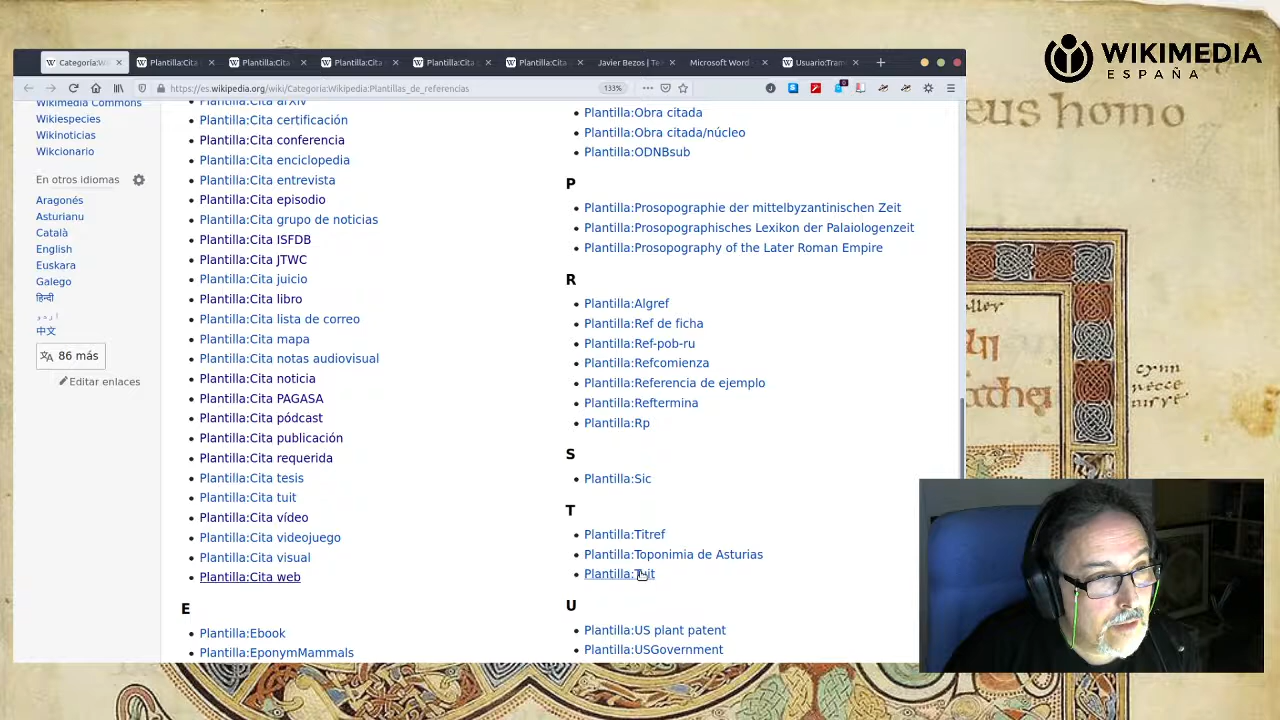 WIKIMEDIA
ESPAÑA
eus homo
Categoría:Wi
Plantilla:Cita
Plantilla:Cita
Plantilla:Cita
Plantilla:Cita
Plantilla:Cita
Javier Bezos | Te
Microsoft Word
Usuario:Tram
https://es.wikipedia.org/wiki/Categoría:Wikipedia:Plantillas_de_referencias
133%
Wikimedia Commons
Wikiespecies
Wikinoticias
Wikcionario
En otros idiomas
Aragonés
Asturianu
Català
English
Euskara
Galego
हिन्दी
اردو
中文
86 más
Editar enlaces
Plantilla:Cita arXiv
Plantilla:Cita certificación
Plantilla:Cita conferencia
Plantilla:Cita enciclopedia
Plantilla:Cita entrevista
Plantilla:Cita episodio
Plantilla:Cita grupo de noticias
Plantilla:Cita ISFDB
Plantilla:Cita JTWC
Plantilla:Cita juicio
Plantilla:Cita libro
Plantilla:Cita lista de correo
Plantilla:Cita mapa
Plantilla:Cita notas audiovisual
Plantilla:Cita noticia
Plantilla:Cita PAGASA
Plantilla:Cita pódcast
Plantilla:Cita publicación
Plantilla:Cita requerida
Plantilla:Cita tesis
Plantilla:Cita tuit
Plantilla:Cita vídeo
Plantilla:Cita videojuego
Plantilla:Cita visual
Plantilla:Cita web
E
Plantilla:Ebook
Plantilla:EponymMammals
Plantilla:Obra citada
Plantilla:Obra citada/núcleo
Plantilla:ODNBsub
P
Plantilla:Prosopographie der mittelbyzantinischen Zeit
Plantilla:Prosopographisches Lexikon der Palaiologenzeit
Plantilla:Prosopography of the Later Roman Empire
R
Plantilla:Algref
Plantilla:Ref de ficha
Plantilla:Ref-pob-ru
Plantilla:Refcomienza
Plantilla:Referencia de ejemplo
Plantilla:Reftermina
Plantilla:Rp
S
Plantilla:Sic
T
Plantilla:Titref
Plantilla:Toponimia de Asturias
Plantilla:Tuit
U
Plantilla:US plant patent
Plantilla:USGovernment